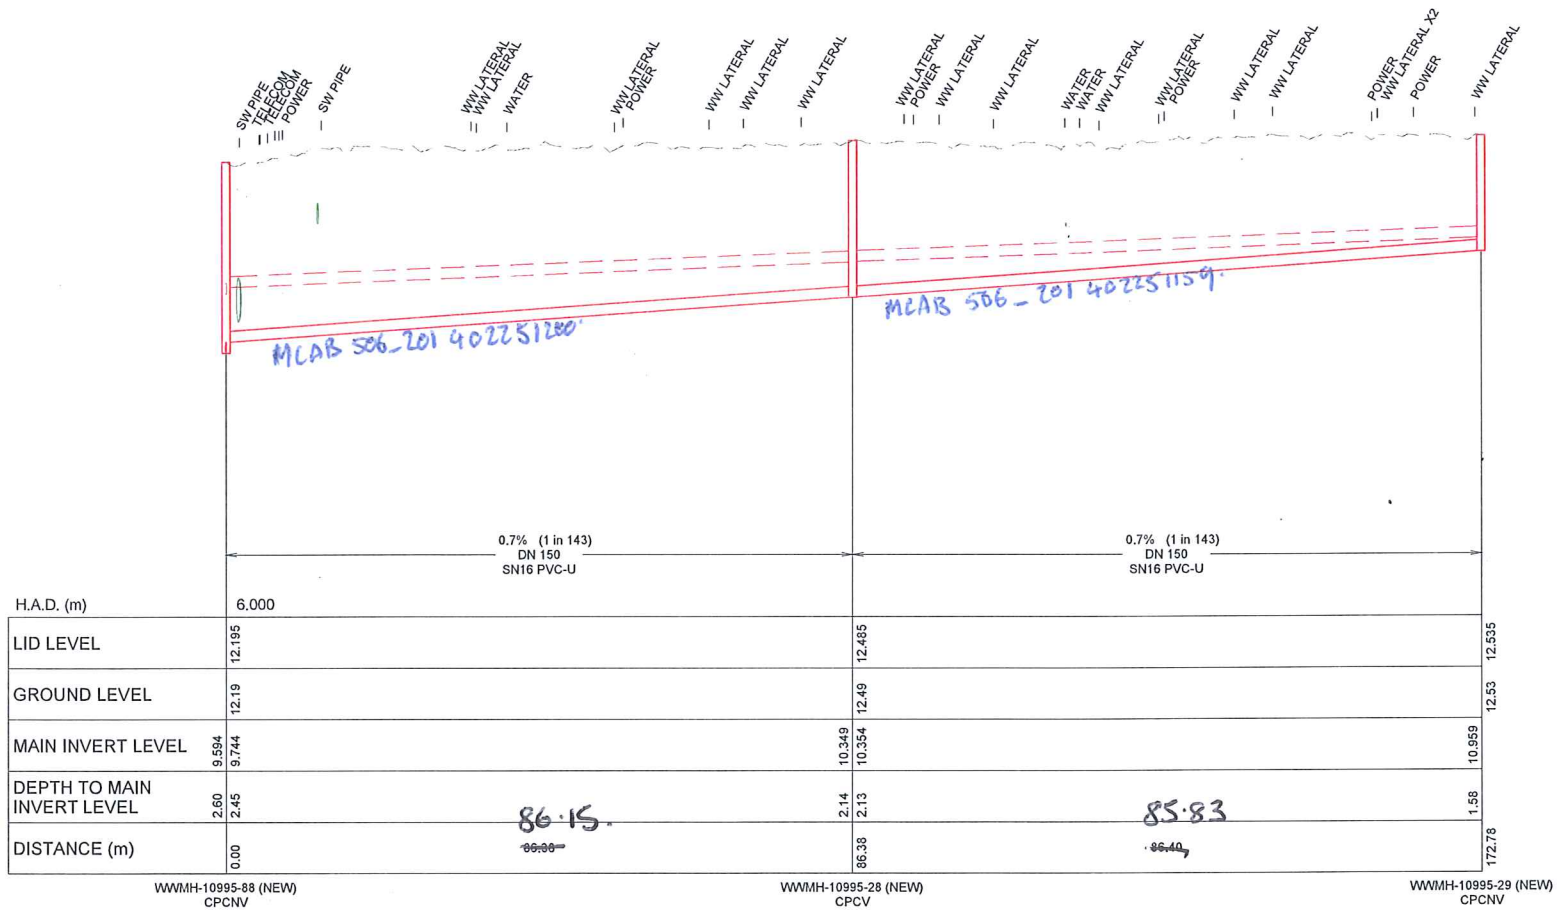 SW PIPE
TELECOM
TELECOM
POWER
SW PIPE
WW LATERAL
WW LATERAL
WATER
WW LATERAL
POWER
WW LATERAL
WW LATERAL
WW LATERAL
WW LATERAL
POWER
WW LATERAL
WW LATERAL
WATER
WATER
WW LATERAL
WW LATERAL
POWER
WW LATERAL
WW LATERAL
POWER
WW LATERAL X2
POWER
WW LATERAL
MCAB 506_201 402251200
MCAB 506_201 402251159.
0.7% (1 in 143) 0.7% (1 in 143)
DN 150 DN 150
SN16 PVC-U SN16 PVC-U
H.A.D. (m) 6.000
LID LEVEL 12.195 12.485 12.535
GROUND LEVEL 12.19 12.49 12.53
MAIN INVERT LEVEL 9.594 9.744 10.349 10.354 10.959
DEPTH TO MAIN
INVERT LEVEL 2.60 2.45 86.15. 2.14 2.13 85.83 1.58
DISTANCE (m) 0.00 86.38 86.38 86.40 172.78
WWMH-10995-88 (NEW) WWMH-10995-28 (NEW) WWMH-10995-29 (NEW)
CPCNV CPCV CPCNV